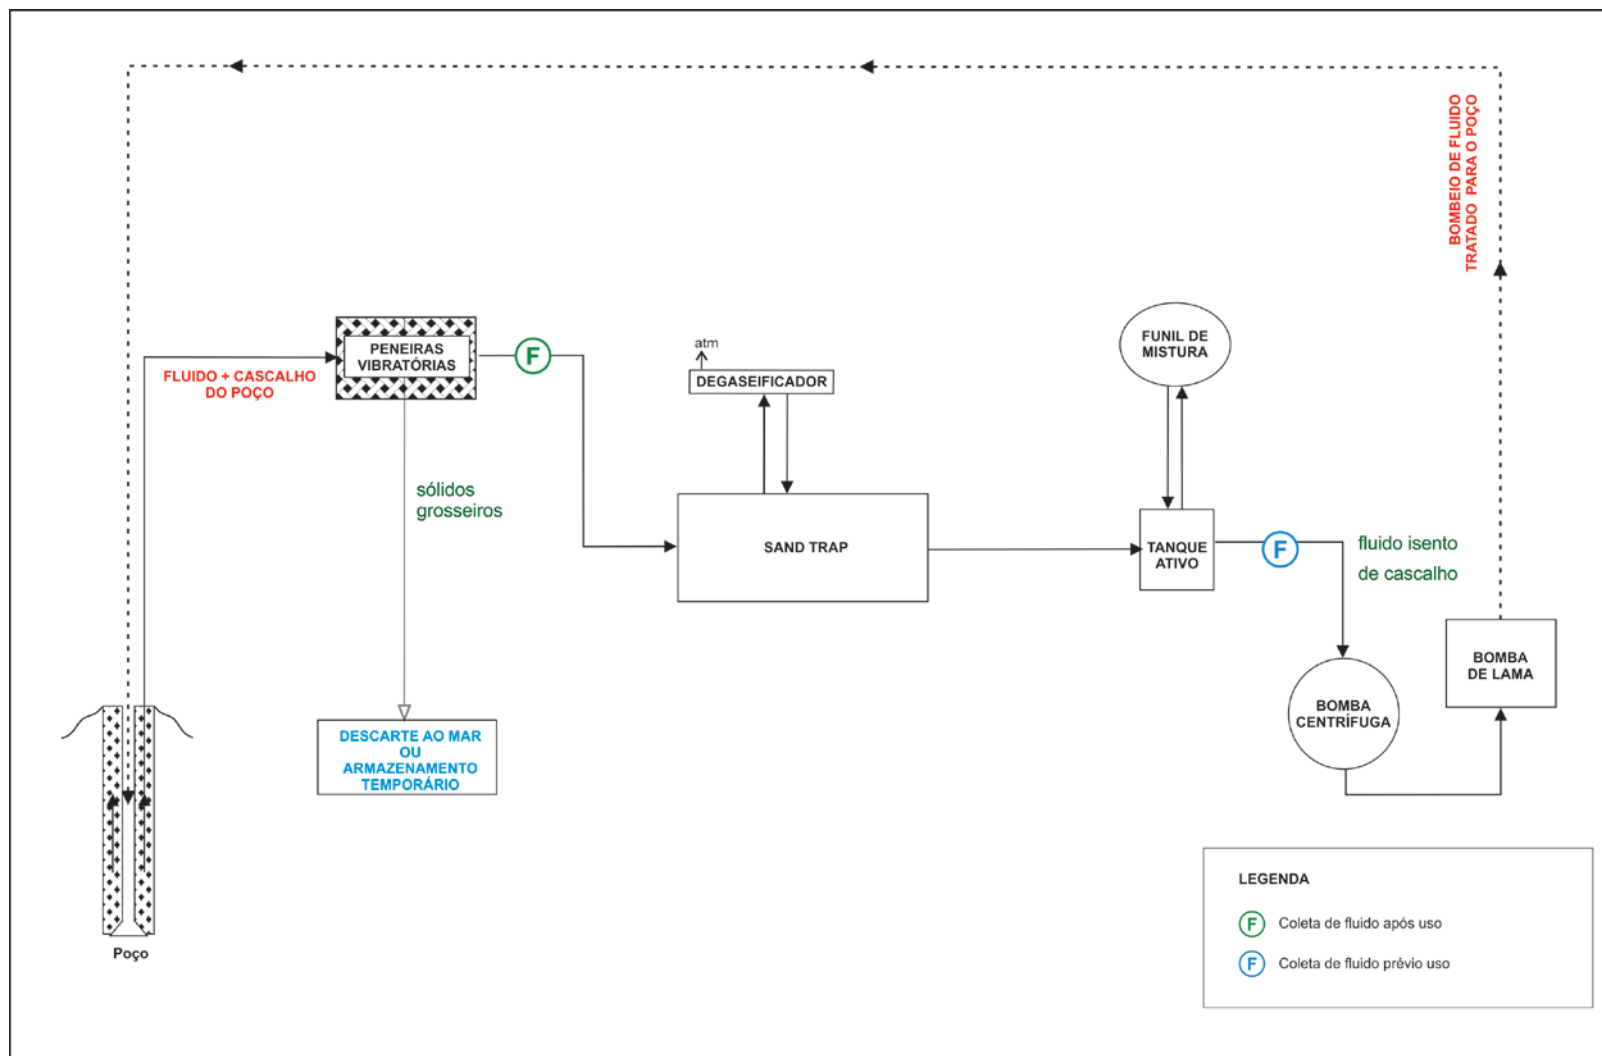 BOMBEIO DE FLUIDO
TRATADO PARA O POÇO
PENEIRAS
VIBRATÓRIAS
F
FLUIDO + CASCALHO
DO POÇO
atm
DEGASEIFICADOR
FUNIL DE
MISTURA
sólidos
grosseiros
SAND TRAP
TANQUE
ATIVO
F
fluido isento
de cascalho
BOMBA
DE LAMA
BOMBA
CENTRÍFUGA
DESCARTE AO MAR
OU
ARMAZENAMENTO
TEMPORÁRIO
Poço
LEGENDA
F Coleta de fluido após uso
F Coleta de fluido prévio uso